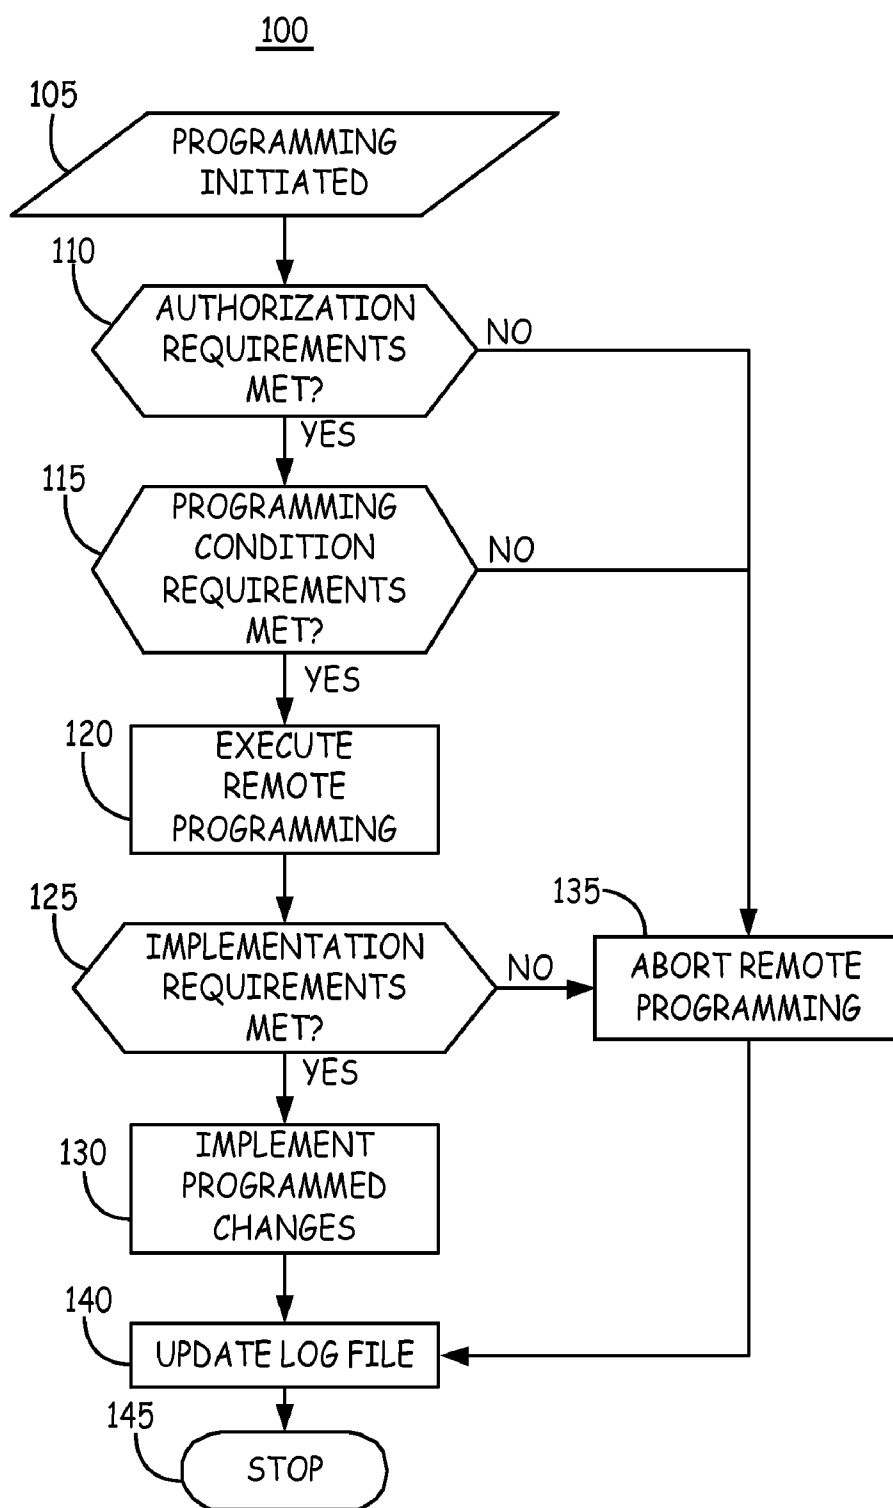 100
105
PROGRAMMING
INITIATED
110
AUTHORIZATION
REQUIREMENTS
MET?
NO
YES
115
PROGRAMMING
CONDITION
REQUIREMENTS
MET?
NO
YES
120
EXECUTE
REMOTE
PROGRAMMING
125
IMPLEMENTATION
REQUIREMENTS
MET?
NO
135
ABORT REMOTE
PROGRAMMING
YES
130
IMPLEMENT
PROGRAMMED
CHANGES
140
UPDATE LOG FILE
145
STOP